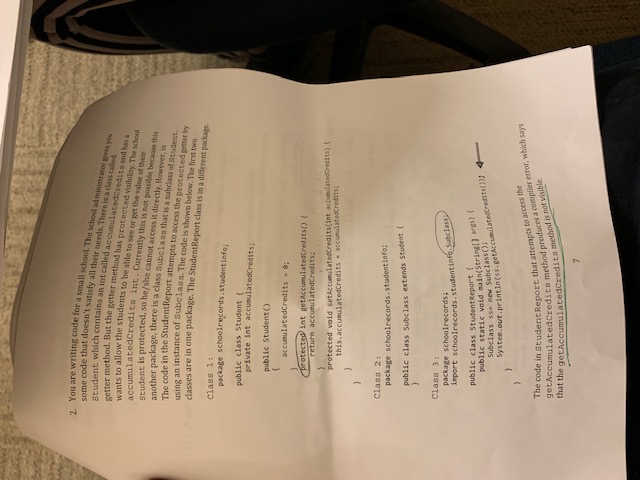 2. You are writing code for a small school. The school administrator gives you
some code that doesn't satisfy all their needs. There is a class called
Student which contains an int called accumulatedCredits and has a
getter method. But the getter method has protected visibility. The school
wants to allow the students to be able to see or get the value of their
accumulatedCredits int. Currently this is not possible because this
Student is protected, so he/she cannot access it directly. However, in
another package, there is a class Subclass that is a subclass of Student.
The code in the StudentReport attempts to access the protected getter by
using an instance of Subclass. The code is shown below. The first two
classes are in one package. The StudentReport class is in a different package.
Class 1:
package schoolrecords.studentinfo;
public class Student {
private int accumulatedCredits;
public Student()
{
accumulatedCredits = 0;
}
protected int getAccumulatedCredits() {
return accumulatedCredits;
}
protected void setAccumulatedCredits(int accumulatedCredits) {
this.accumulatedCredits = accumulatedCredits;
}
}
Class 2:
package schoolrecords.studentinfo;
public class Subclass extends Student {
}
Class 3:
package schoolrecords;
import schoolrecords.studentinfo.Subclass;
public class StudentReport {
public static void main(String[] args) {
Subclass ss= new Subclass();
System.out.println(ss.getAccumulatedCredits());
}
}
The code in StudentReport that attempts to access the
getAccumulatedCredits method produces a compiler error, which says
that the getAccumulatedCredits method is not visible.
7